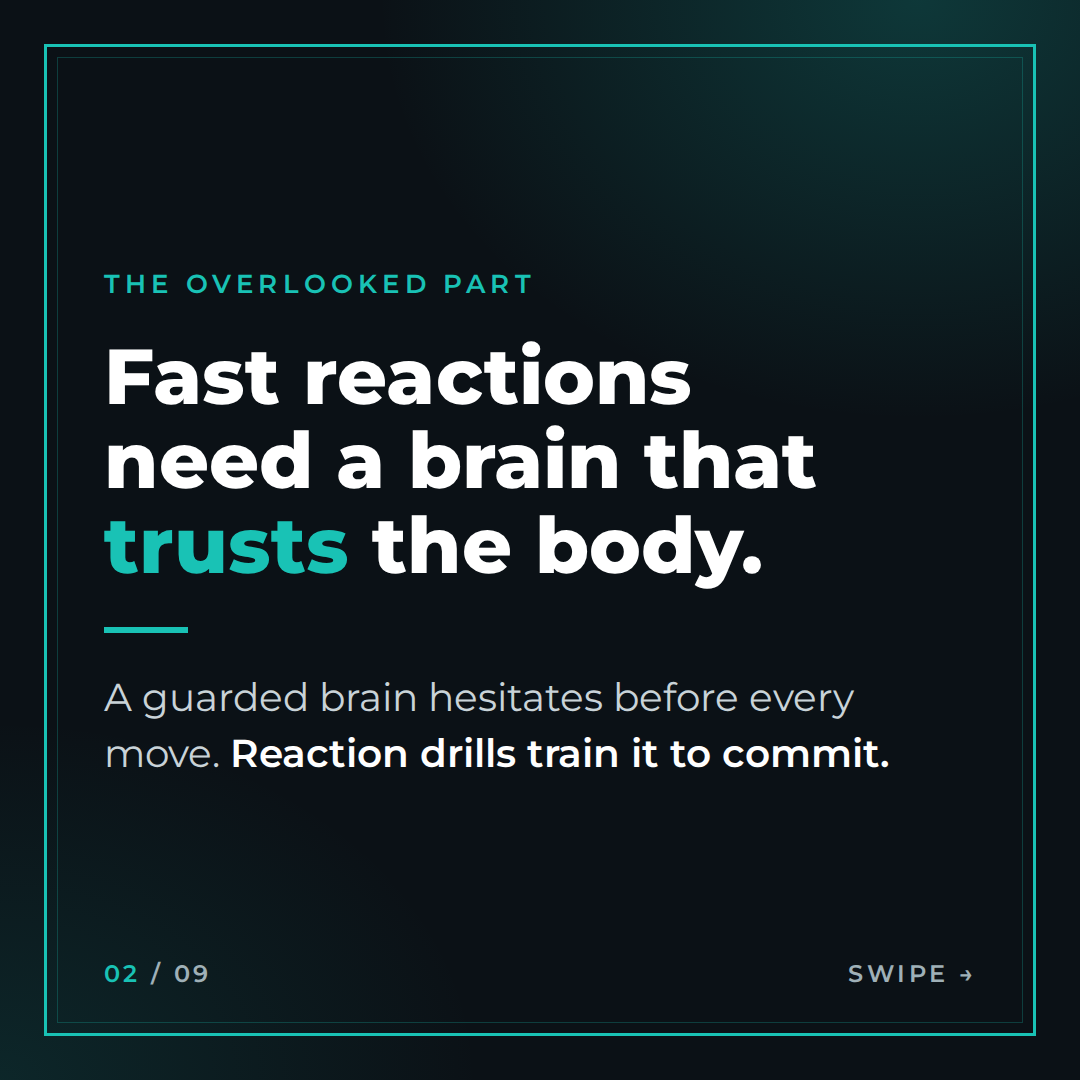 THE OVERLOOKED PART
Fast reactions
need a brain that
trusts the body.
A guarded brain hesitates before every
move. Reaction drills train it to commit.
02 / 09
SWIPE →